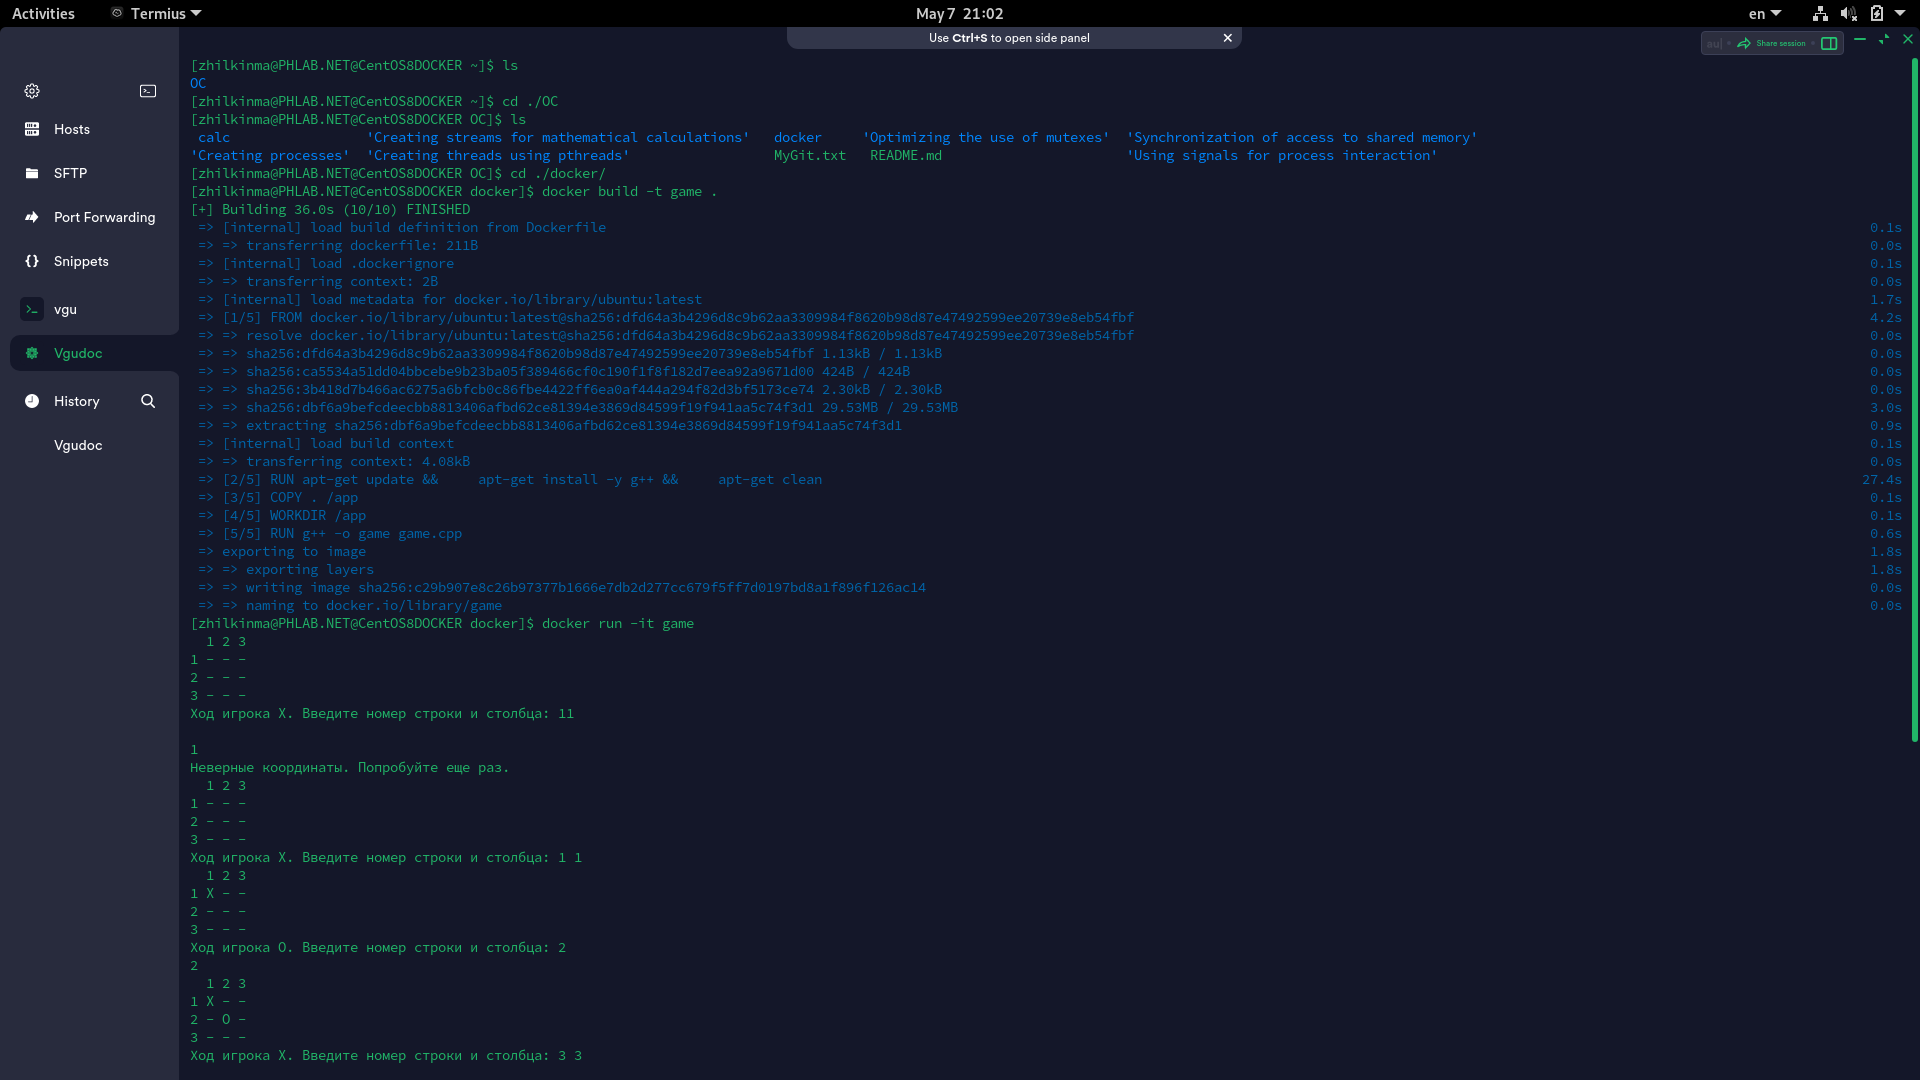 Activities Termius May 7 21:02 en
Use Ctrl+S to open side panel
Share session
Hosts
SFTP
Port Forwarding
Snippets
vgu
Vgudoc
History
Vgudoc
[zhilkinma@PHLAB.NET@CentOS8DOCKER ~]$ ls
OC
[zhilkinma@PHLAB.NET@CentOS8DOCKER ~]$ cd ./OC
[zhilkinma@PHLAB.NET@CentOS8DOCKER OC]$ ls
calc 'Creating streams for mathematical calculations' docker 'Optimizing the use of mutexes' 'Synchronization of access to shared memory'
'Creating processes' 'Creating threads using pthreads' MyGit.txt README.md 'Using signals for process interaction'
[zhilkinma@PHLAB.NET@CentOS8DOCKER OC]$ cd ./docker/
[zhilkinma@PHLAB.NET@CentOS8DOCKER docker]$ docker build -t game .
[+] Building 36.0s (10/10) FINISHED
=> [internal] load build definition from Dockerfile 0.1s
=> => transferring dockerfile: 211B 0.0s
=> [internal] load .dockerignore 0.1s
=> => transferring context: 2B 0.0s
=> [internal] load metadata for docker.io/library/ubuntu:latest 1.7s
=> [1/5] FROM docker.io/library/ubuntu:latest@sha256:dfd64a3b4296d8c9b62aa3309984f8620b98d87e47492599ee20739e8eb54fbf 4.2s
=> => resolve docker.io/library/ubuntu:latest@sha256:dfd64a3b4296d8c9b62aa3309984f8620b98d87e47492599ee20739e8eb54fbf 0.0s
=> => sha256:dfd64a3b4296d8c9b62aa3309984f8620b98d87e47492599ee20739e8eb54fbf 1.13kB / 1.13kB 0.0s
=> => sha256:ca5534a51dd04bbcebe9b23ba05f389466cf0c190f1f8f182d7eea92a9671d00 424B / 424B 0.0s
=> => sha256:3b418d7b466ac6275a6bfcb0c86fbe4422ff6ea0af444a294f82d3bf5173ce74 2.30kB / 2.30kB 0.0s
=> => sha256:dbf6a9befcdeecbb8813406afbd62ce81394e3869d84599f19f941aa5c74f3d1 29.53MB / 29.53MB 3.0s
=> => extracting sha256:dbf6a9befcdeecbb8813406afbd62ce81394e3869d84599f19f941aa5c74f3d1 0.9s
=> [internal] load build context 0.1s
=> => transferring context: 4.08kB 0.0s
=> [2/5] RUN apt-get update && apt-get install -y g++ && apt-get clean 27.4s
=> [3/5] COPY . /app 0.1s
=> [4/5] WORKDIR /app 0.1s
=> [5/5] RUN g++ -o game game.cpp 0.6s
=> exporting to image 1.8s
=> => exporting layers 1.8s
=> => writing image sha256:c29b907e8c26b97377b1666e7db2d277cc679f5ff7d0197bd8a1f896f126ac14 0.0s
=> => naming to docker.io/library/game 0.0s
[zhilkinma@PHLAB.NET@CentOS8DOCKER docker]$ docker run -it game
1 2 3
1 - - -
2 - - -
3 - - -
Ход игрока X. Введите номер строки и столбца: 11
1
Неверные координаты. Попробуйте еще раз.
1 2 3
1 - - -
2 - - -
3 - - -
Ход игрока X. Введите номер строки и столбца: 1 1
1 2 3
1 X - -
2 - - -
3 - - -
Ход игрока O. Введите номер строки и столбца: 2
2
1 2 3
1 X - -
2 - O -
3 - - -
Ход игрока X. Введите номер строки и столбца: 3 3